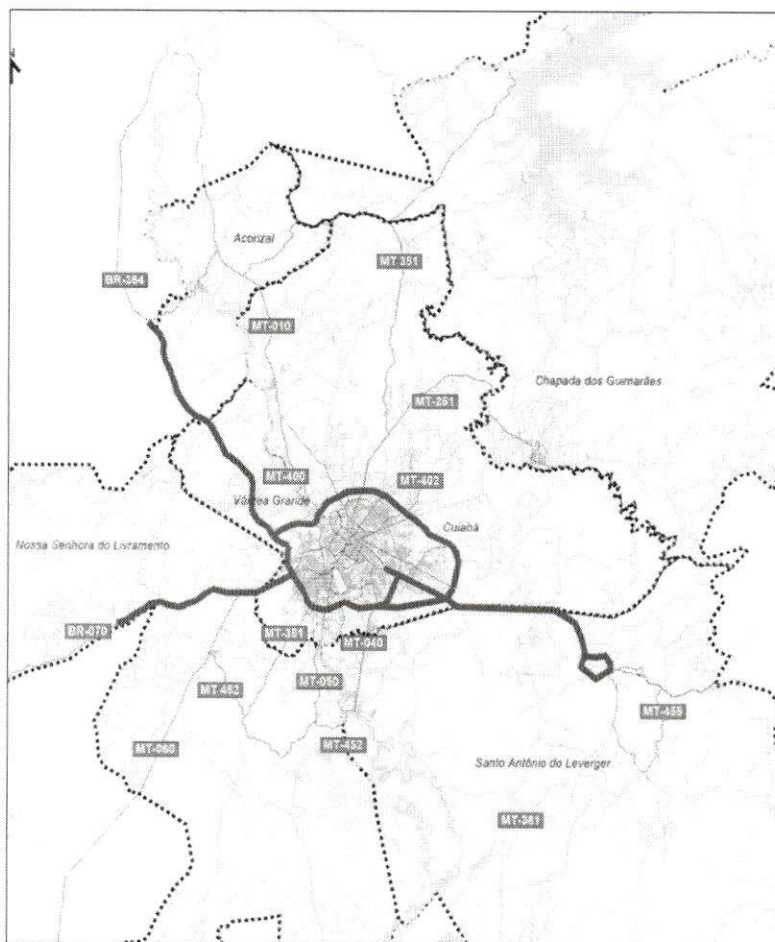 Acorizal
MT 351
BR-364
MT-010
Chapada dos Guimarães
MT-251
MT-400
MT-402
Várzea Grande
Cuiabá
Nossa Senhora do Livramento
BR-070
MT-361
MT-040
MT-050
MT-452
MT-455
MT-060
MT-452
Santo Antônio do Leverger
MT-361